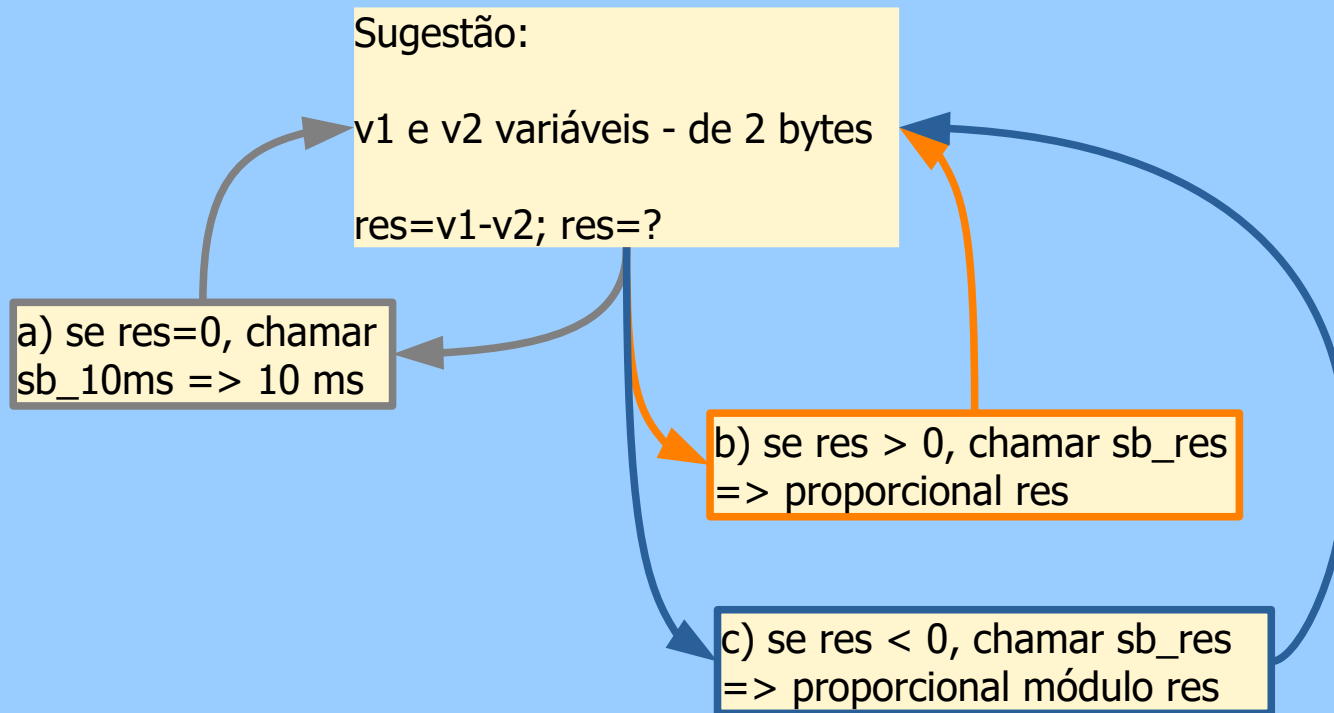 Sugestão:
v1 e v2 variáveis - de 2 bytes
res=v1-v2; res=?
a) se res=0, chamar
sb_10ms => 10 ms
b) se res > 0, chamar sb_res
=> proporcional res
c) se res < 0, chamar sb_res
=> proporcional módulo res